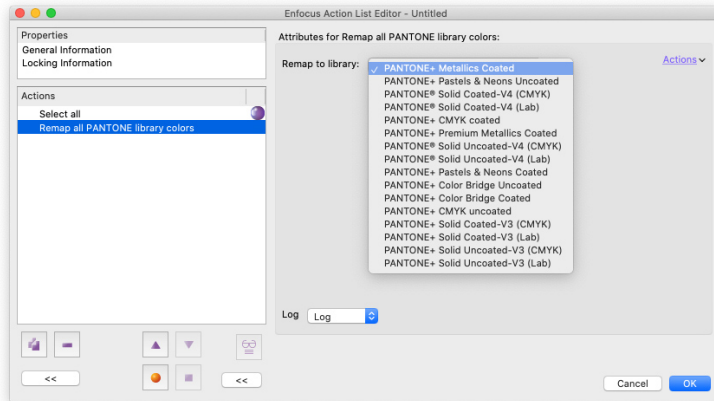 Enfocus Action List Editor - Untitled
Properties
General Information
Locking Information
Actions
Select all
Remap all PANTONE library colors
<<
<<
Attributes for Remap all PANTONE library colors:
Remap to library:
Actions
✓ PANTONE+ Metallics Coated
PANTONE+ Pastels & Neons Uncoated
PANTONE® Solid Coated-V4 (CMYK)
PANTONE® Solid Coated-V4 (Lab)
PANTONE+ CMYK coated
PANTONE+ Premium Metallics Coated
PANTONE® Solid Uncoated-V4 (CMYK)
PANTONE® Solid Uncoated-V4 (Lab)
PANTONE+ Pastels & Neons Coated
PANTONE+ Color Bridge Uncoated
PANTONE+ Color Bridge Coated
PANTONE+ CMYK uncoated
PANTONE+ Solid Coated-V3 (CMYK)
PANTONE+ Solid Coated-V3 (Lab)
PANTONE+ Solid Uncoated-V3 (CMYK)
PANTONE+ Solid Uncoated-V3 (Lab)
Log
Log
Cancel
OK